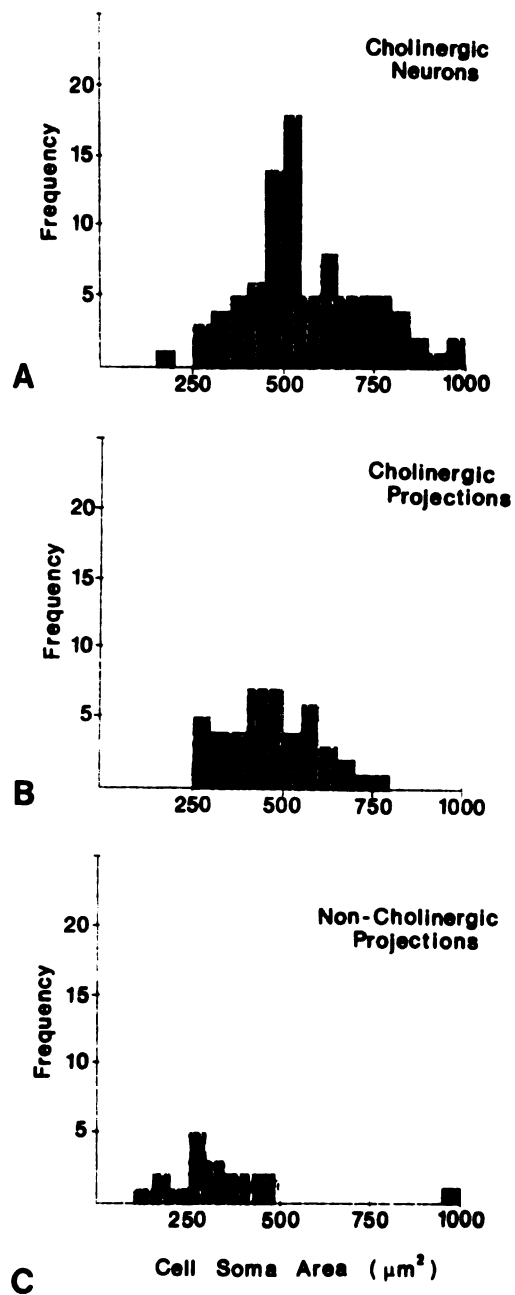 Cholinergic
Neurons
Frequency
20
15
10
5
250 500 750 1000
A
Cholinergic
Projections
Frequency
20
15
10
5
250 500 750 1000
B
Non-Cholinergic
Projections
Frequency
20
15
10
5
250 500 750 1000
Cell Soma Area (μm²)
C